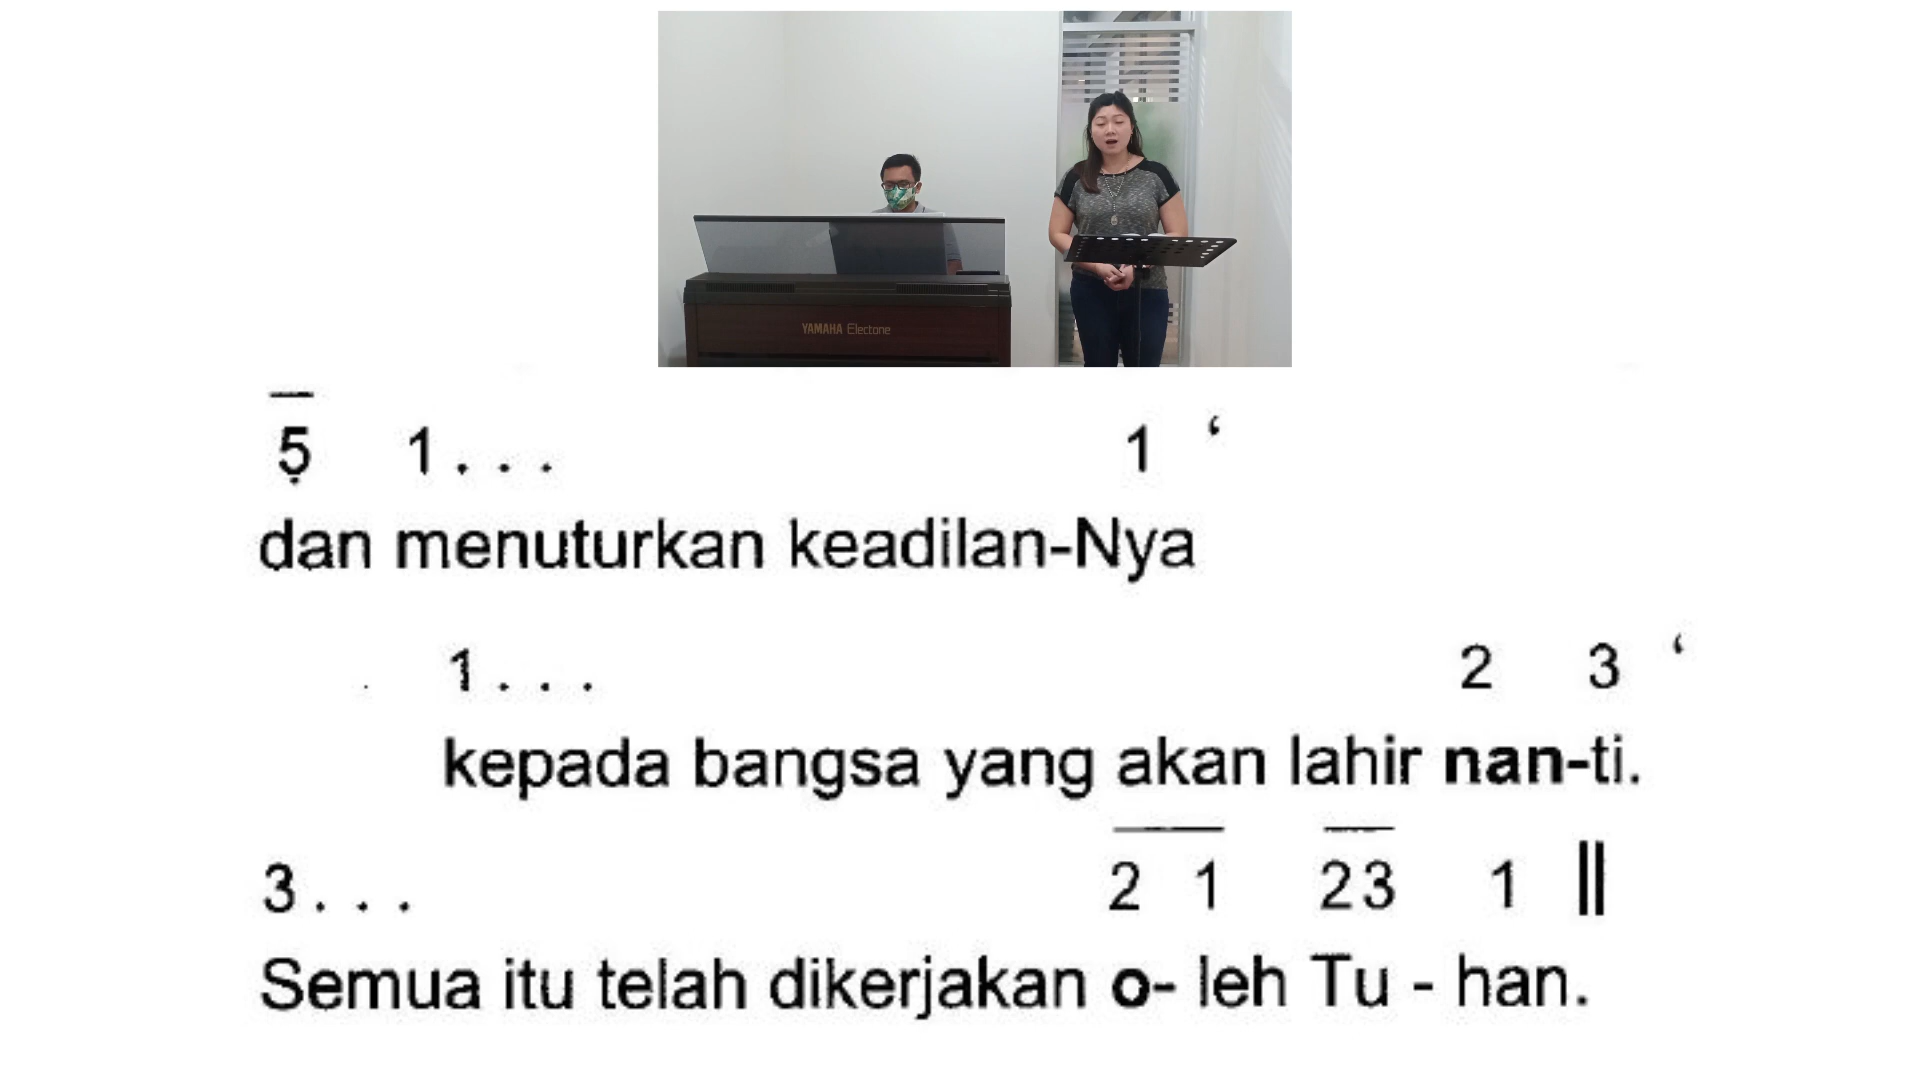 YAMAHA Electone
5̣ 1 . . . 1 ‘
dan menuturkan keadilan-Nya
1 . . . 2 3 ‘
kepada bangsa yang akan lahir nan-ti.
3 . . . 2 1 23 1 ||
Semua itu telah dikerjakan o- leh Tu - han.